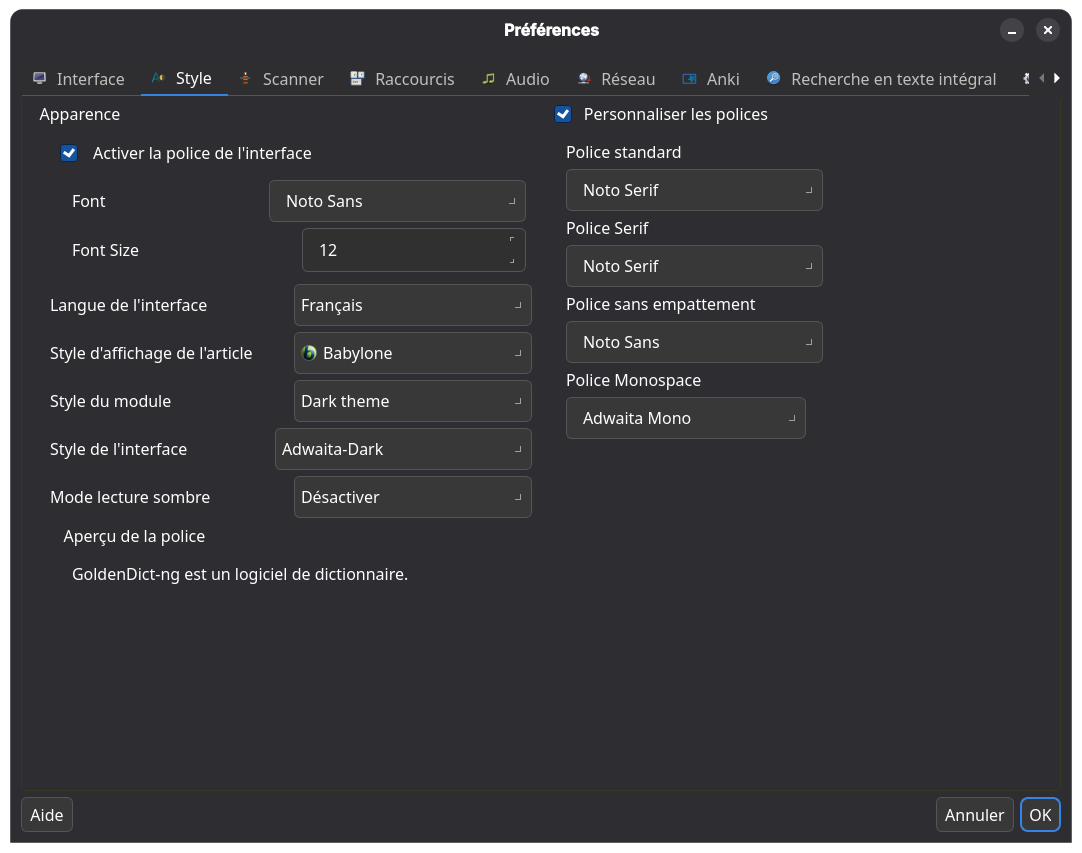 Préférences
Interface
Style
Scanner
Raccourcis
Audio
Réseau
Anki
Recherche en texte intégral
Apparence
Activer la police de l'interface
Font
Noto Sans
Font Size
12
Langue de l'interface
Français
Style d'affichage de l'article
Babylone
Style du module
Dark theme
Style de l'interface
Adwaita-Dark
Mode lecture sombre
Désactiver
Aperçu de la police
GoldenDict-ng est un logiciel de dictionnaire.
Personnaliser les polices
Police standard
Noto Serif
Police Serif
Noto Serif
Police sans empattement
Noto Sans
Police Monospace
Adwaita Mono
Aide
Annuler
OK